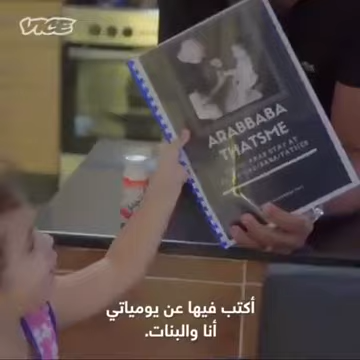 VICE
ARABBABA
THATSME
أكتب فيها عن يومياتي
أنا والبنات.